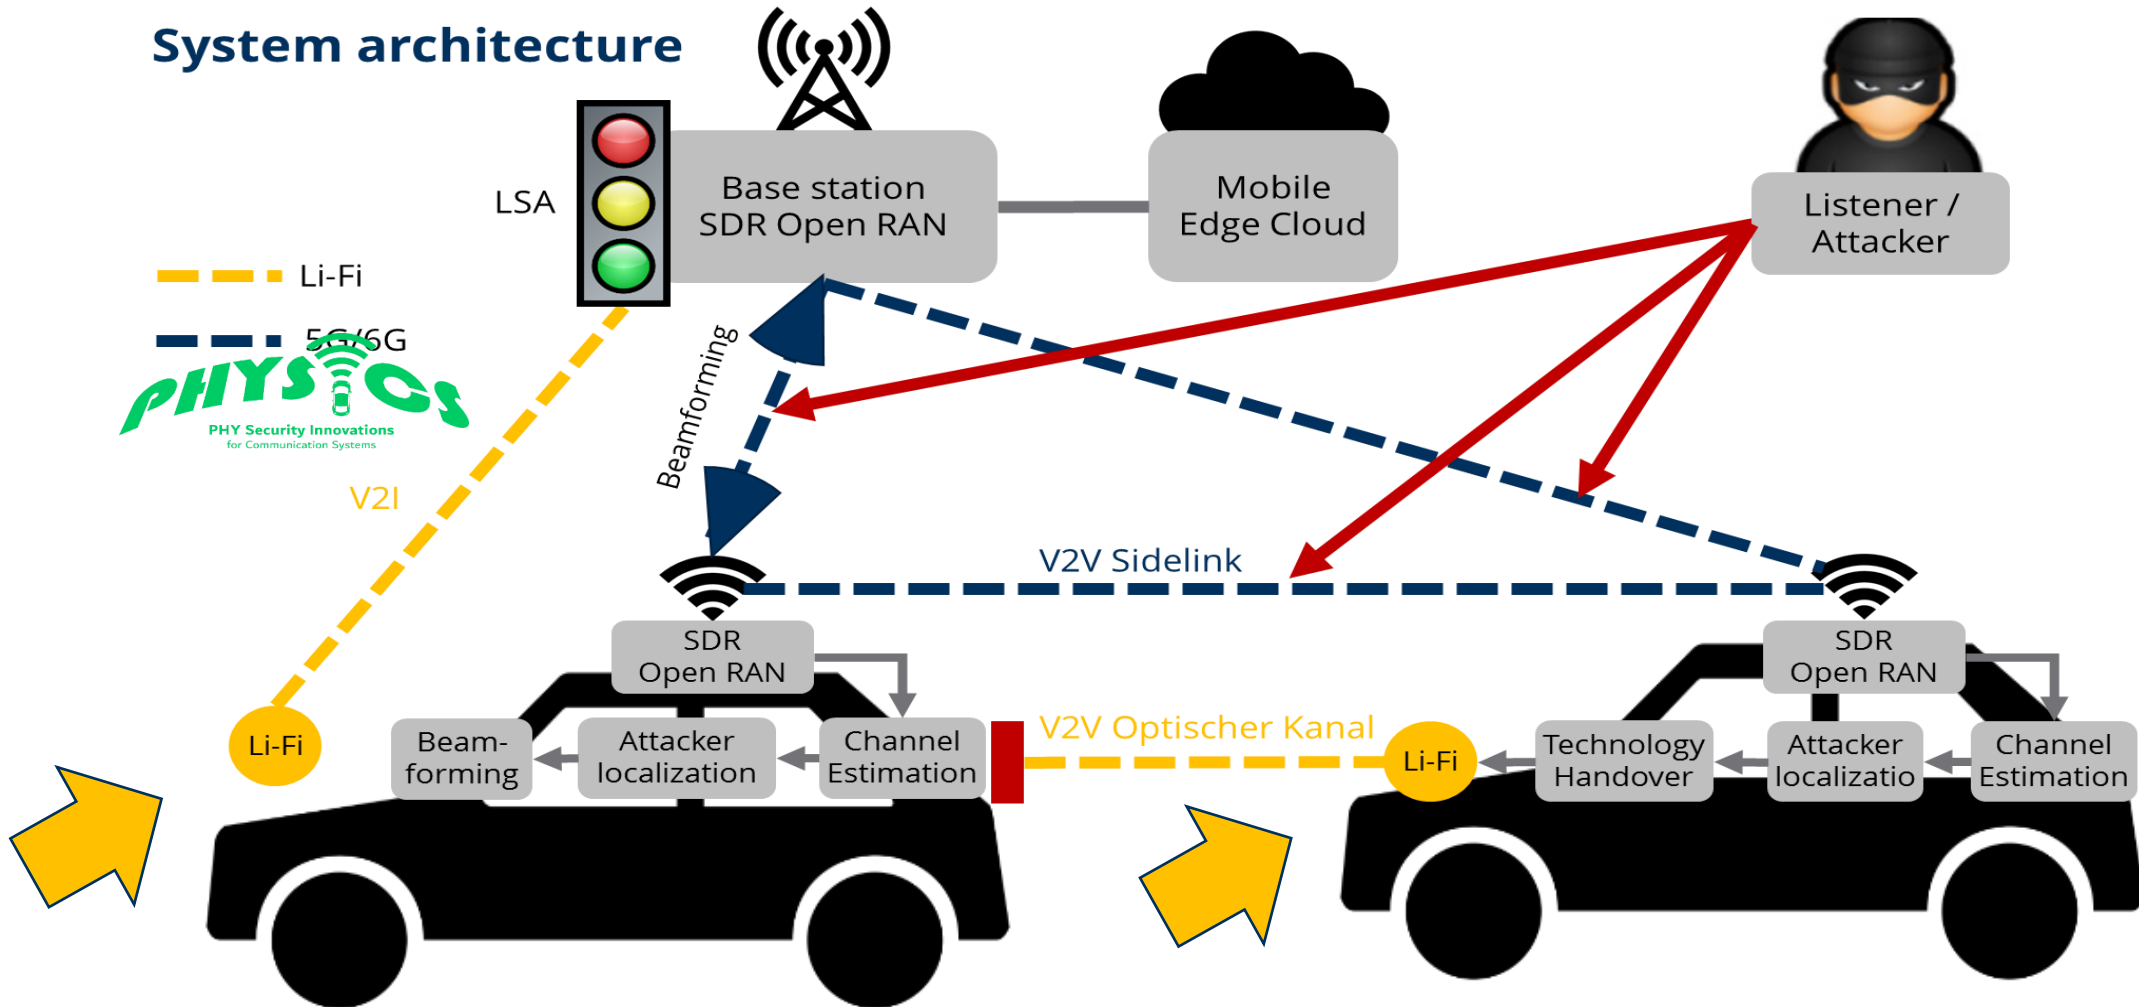 System architecture
LSA
Base station
SDR Open RAN
Mobile
Edge Cloud
Listener /
Attacker
Li-Fi
5G/6G
PHYSICS
PHY Security Innovations
for Communication Systems
Beamforming
V2I
V2V Sidelink
SDR
Open RAN
SDR
Open RAN
Li-Fi
Beam-
forming
Attacker
localization
Channel
Estimation
V2V Optischer Kanal
Li-Fi
Technology
Handover
Attacker
localizatio
Channel
Estimation